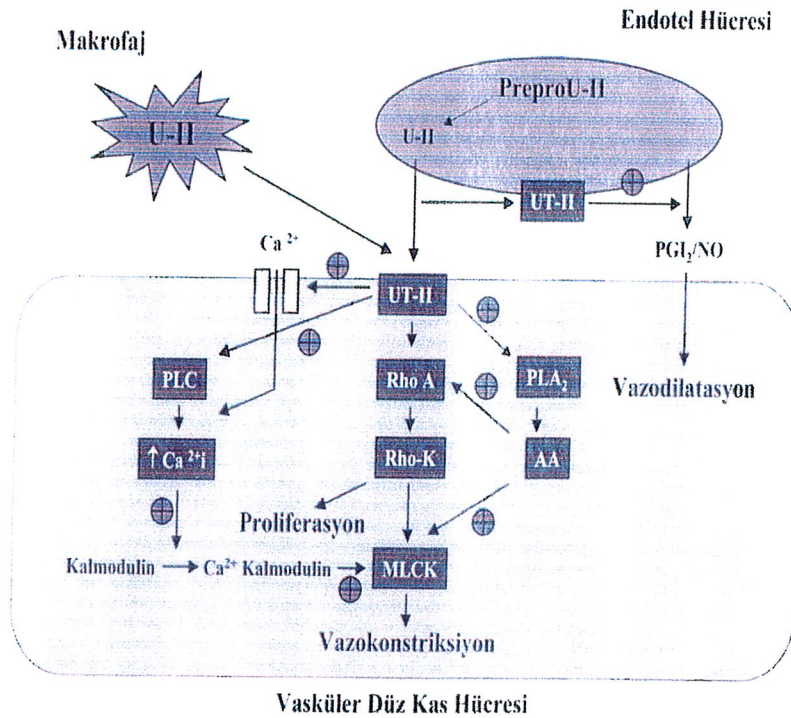 Endotel Hücresi
Makrofaj
PreproU-II
U-II
U-II
UT-II
Ca 2+
PGI2/NO
UT-II
PLC
Rho A
PLA2
Vazodilatasyon
↑Ca 2+i
Rho-K
AA
Proliferasyon
Kalmodulin → Ca2+ Kalmodulin → MLCK
Vazokonstriksiyon
Vasküler Düz Kas Hücresi